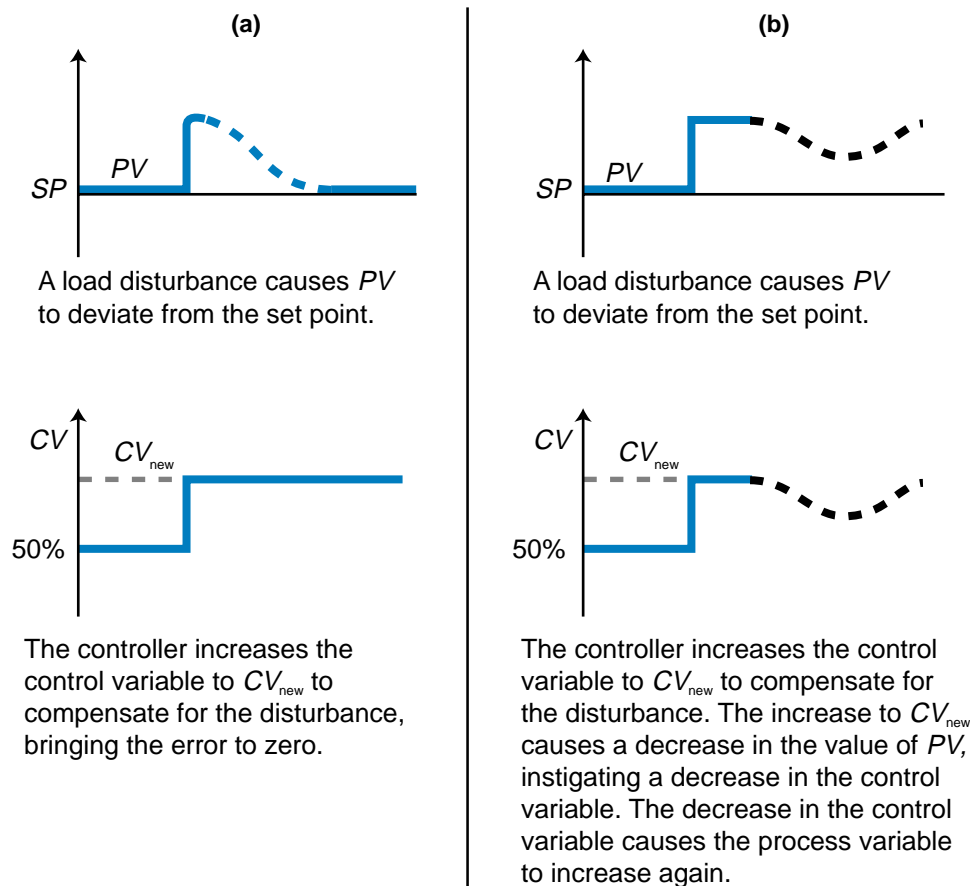 (a)
PV
SP
A load disturbance causes PV
to deviate from the set point.
CV
CVnew
50%
The controller increases the
control variable to CVnew to
compensate for the disturbance,
bringing the error to zero.
(b)
PV
SP
A load disturbance causes PV
to deviate from the set point.
CV
CVnew
50%
The controller increases the control
variable to CVnew to compensate for
the disturbance. The increase to CVnew
causes a decrease in the value of PV,
instigating a decrease in the control
variable. The decrease in the control
variable causes the process variable
to increase again.